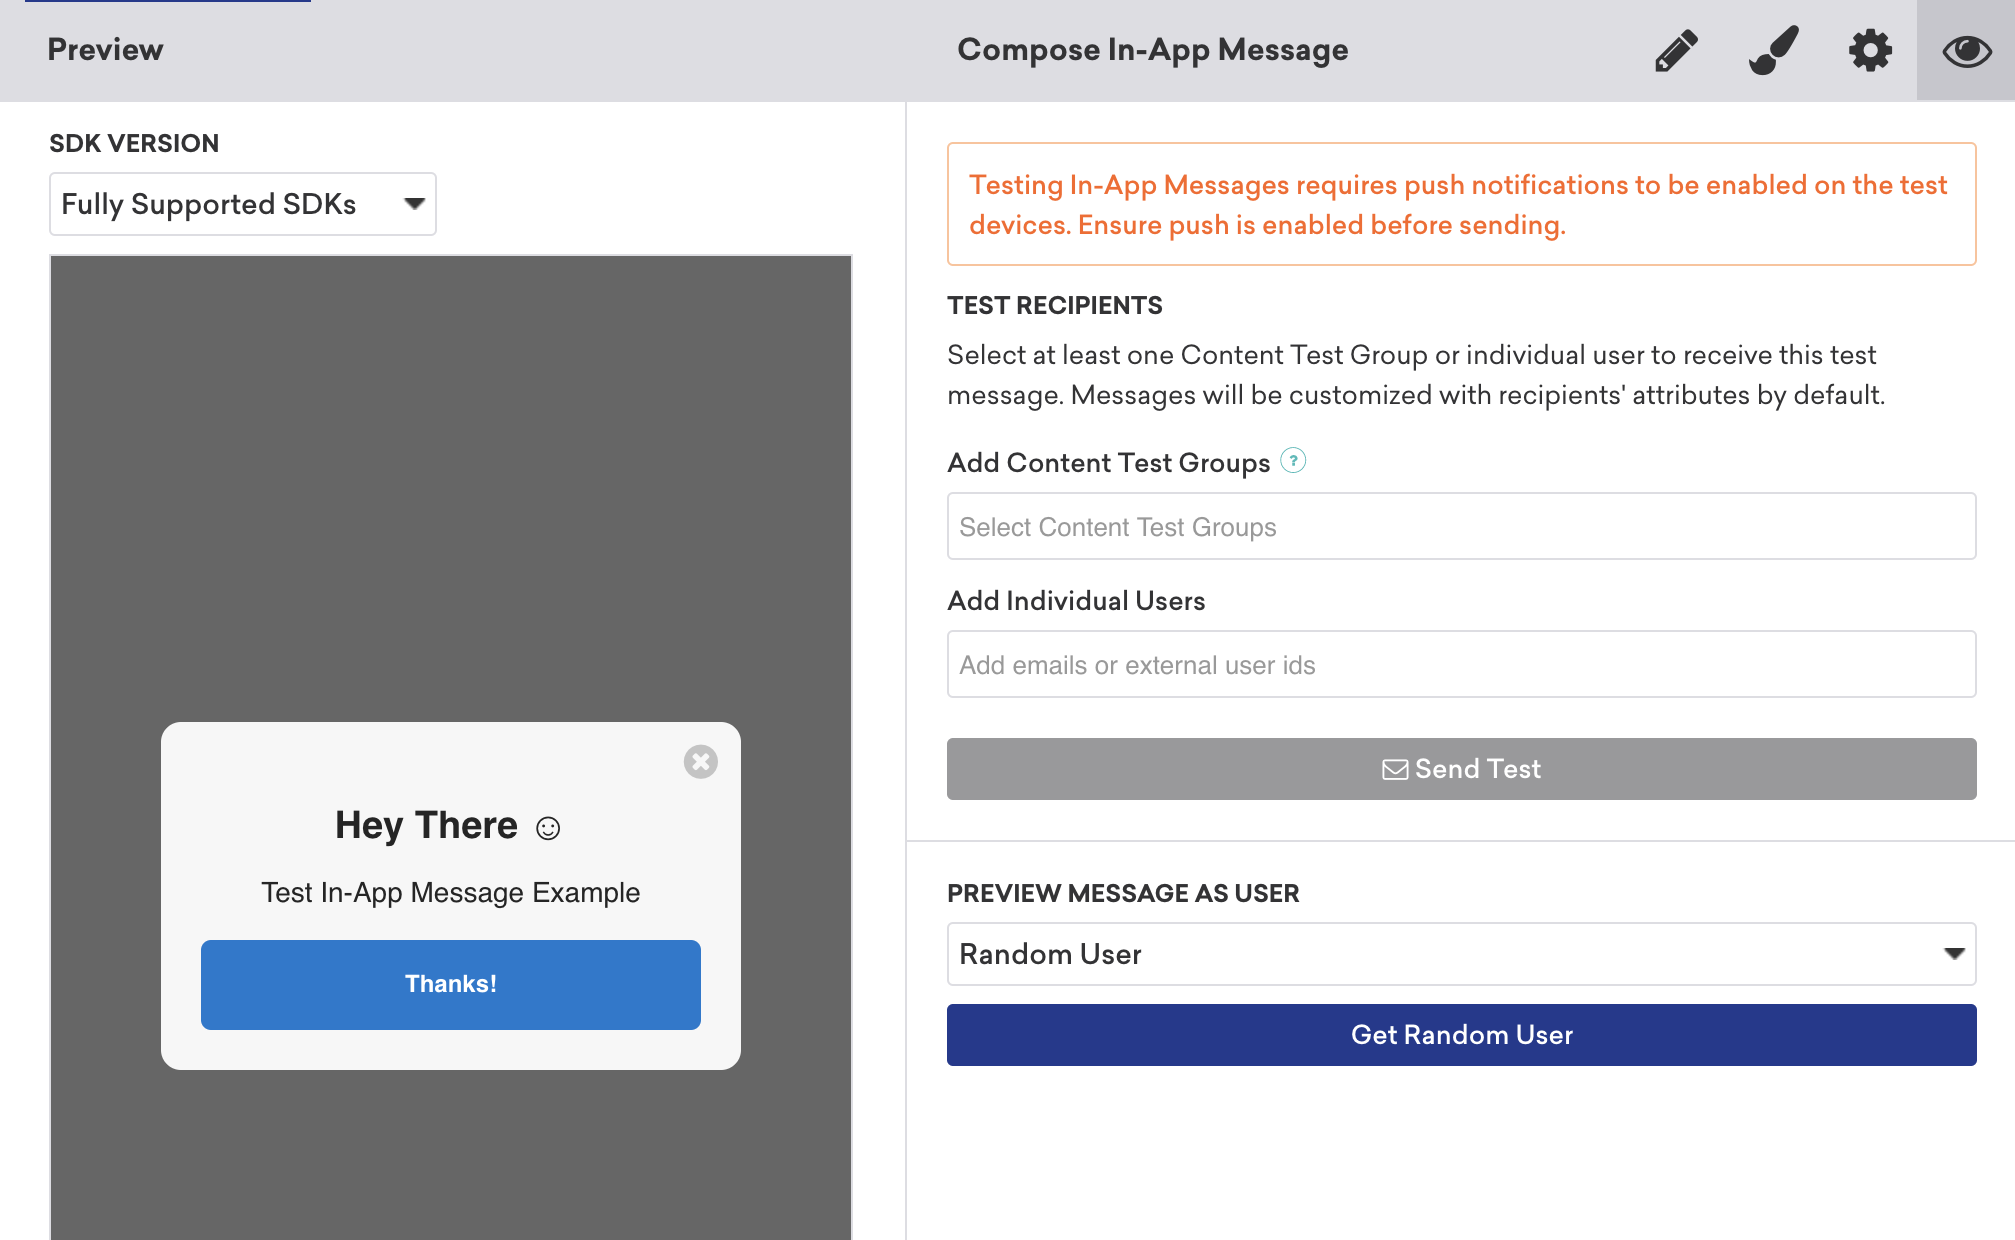 Preview
Compose In-App Message
SDK VERSION
Fully Supported SDKs
Hey There ☺
Test In-App Message Example
Thanks!
Testing In-App Messages requires push notifications to be enabled on the test
devices. Ensure push is enabled before sending.
TEST RECIPIENTS
Select at least one Content Test Group or individual user to receive this test
message. Messages will be customized with recipients' attributes by default.
Add Content Test Groups ?
Select Content Test Groups
Add Individual Users
Add emails or external user ids
Send Test
PREVIEW MESSAGE AS USER
Random User
Get Random User